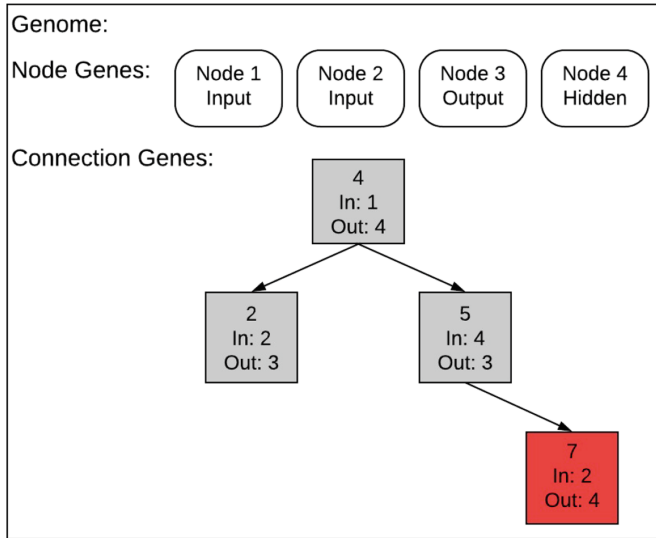 Genome:
Node Genes:
Node 1
Input
Node 2
Input
Node 3
Output
Node 4
Hidden
Connection Genes:
4
In: 1
Out: 4
2
In: 2
Out: 3
5
In: 4
Out: 3
7
In: 2
Out: 4